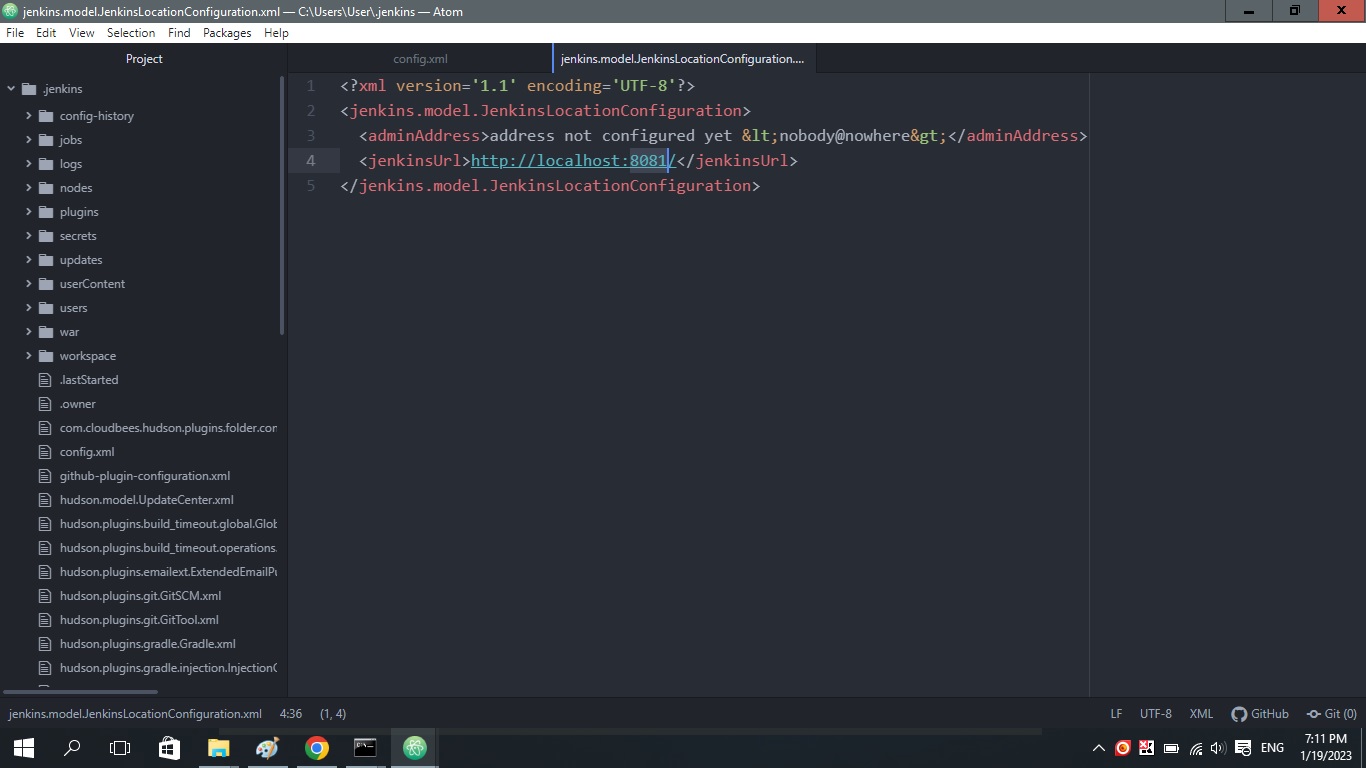 jenkins.model.JenkinsLocationConfiguration.xml — C:\Users\User\.jenkins — Atom
File Edit View Selection Find Packages Help
Project
.jenkins
config-history
jobs
logs
nodes
plugins
secrets
updates
userContent
users
war
workspace
.lastStarted
.owner
com.cloudbees.hudson.plugins.folder.con
config.xml
github-plugin-configuration.xml
hudson.model.UpdateCenter.xml
hudson.plugins.build_timeout.global.Glob
hudson.plugins.build_timeout.operations.
hudson.plugins.emailext.ExtendedEmailPu
hudson.plugins.git.GitSCM.xml
hudson.plugins.git.GitTool.xml
hudson.plugins.gradle.Gradle.xml
hudson.plugins.gradle.injection.InjectionC
config.xml
jenkins.model.JenkinsLocationConfiguration....
1 <?xml version='1.1' encoding='UTF-8'?>
2 <jenkins.model.JenkinsLocationConfiguration>
3 <adminAddress>address not configured yet &lt;nobody@nowhere&gt;</adminAddress>
4 <jenkinsUrl>http://localhost:8081/</jenkinsUrl>
5 </jenkins.model.JenkinsLocationConfiguration>
jenkins.model.JenkinsLocationConfiguration.xml 4:36 (1, 4) LF UTF-8 XML GitHub Git (0)
ENG
7:11 PM
1/19/2023